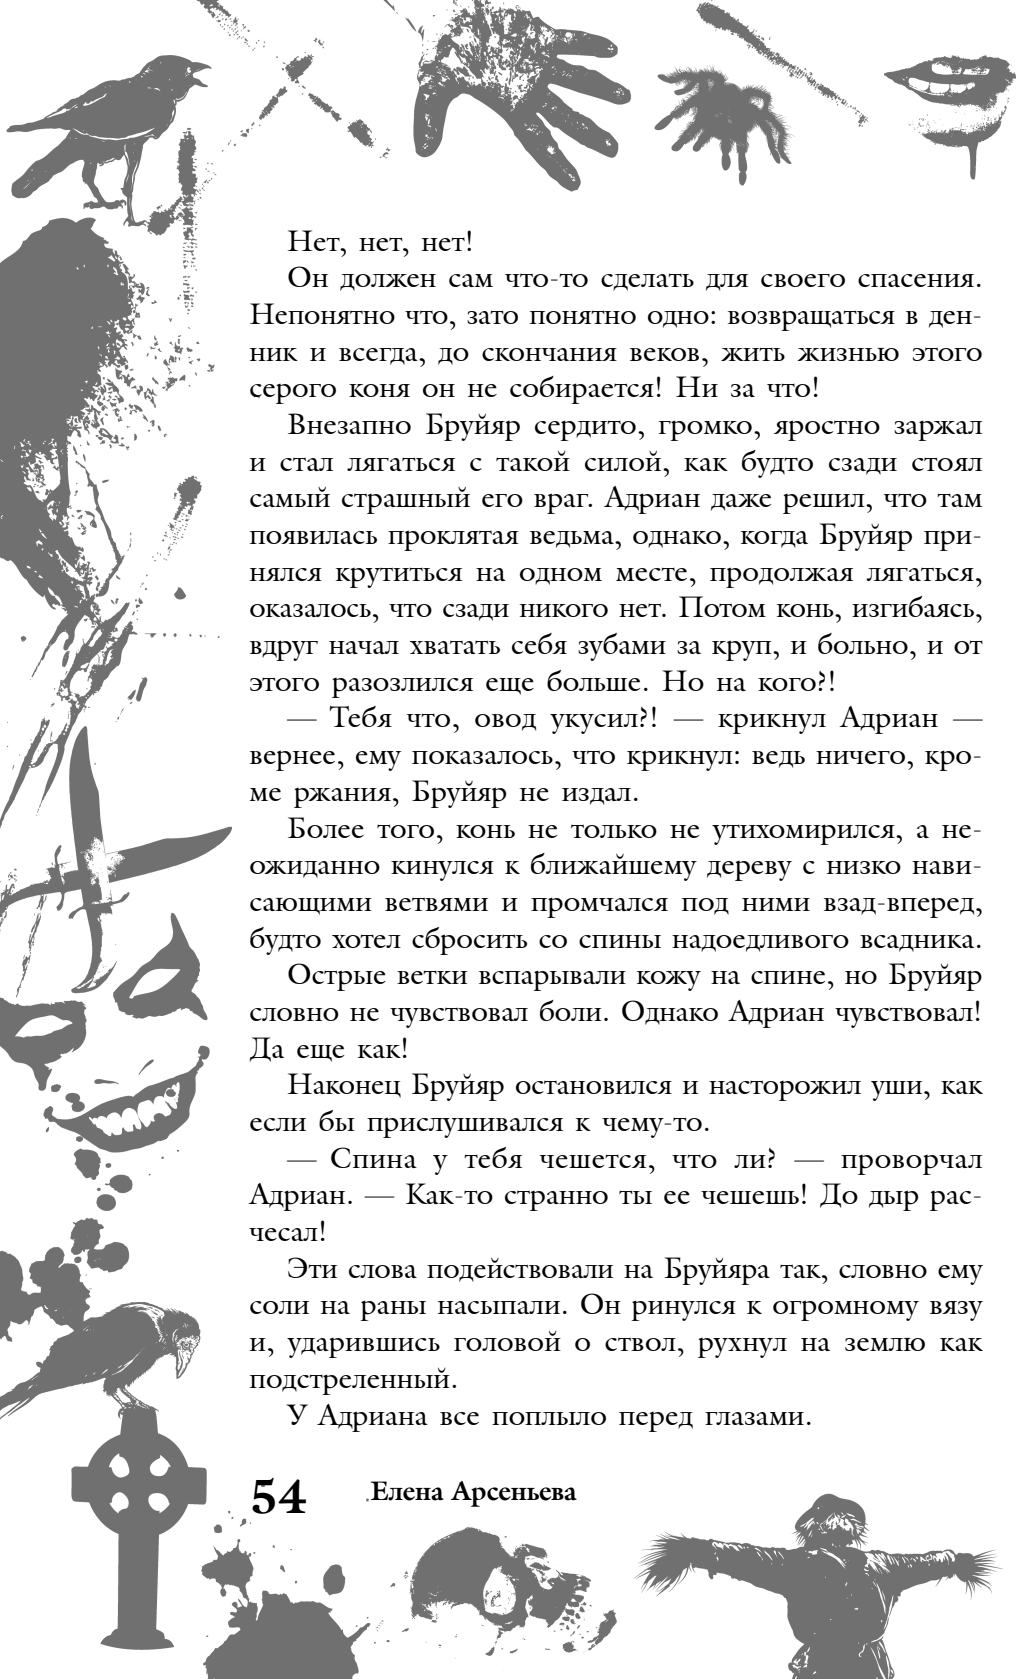 Нет, нет, нет!
Он должен сам что-то сделать для своего спасения.
Непонятно что, зато понятно одно: возвращаться в ден-
ник и всегда, до скончания веков, жить жизнью этого
серого коня он не собирается! Ни за что!
Внезапно Бруйяр сердито, громко, яростно заржал
и стал лягаться с такой силой, как будто сзади стоял
самый страшный его враг. Адриан даже решил, что там
появилась проклятая ведьма, однако, когда Бруйяр при-
нялся крутиться на одном месте, продолжая лягаться,
оказалось, что сзади никого нет. Потом конь, изгибаясь,
вдруг начал хватать себя зубами за круп, и больно, и от
этого разозлился еще больше. Но на кого?!
— Тебя что, овод укусил?! — крикнул Адриан —
вернее, ему показалось, что крикнул: ведь ничего, кро-
ме ржания, Бруйяр не издал.
Более того, конь не только не утихомирился, а не-
ожиданно кинулся к ближайшему дереву с низко нави-
сающими ветвями и промчался под ними взад-вперед,
будто хотел сбросить со спины надоедливого всадника.
Острые ветки вспарывали кожу на спине, но Бруйяр
словно не чувствовал боли. Однако Адриан чувствовал!
Да еще как!
Наконец Бруйяр остановился и насторожил уши, как
если бы прислушивался к чему-то.
— Спина у тебя чешется, что ли? — проворчал
Адриан. — Как-то странно ты ее чешешь! До дыр рас-
чесал!
Эти слова подействовали на Бруйяра так, словно ему
соли на раны насыпали. Он ринулся к огромному вязу
и, ударившись головой о ствол, рухнул на землю как
подстреленный.
У Адриана все поплыло перед глазами.
54 Елена Арсеньева